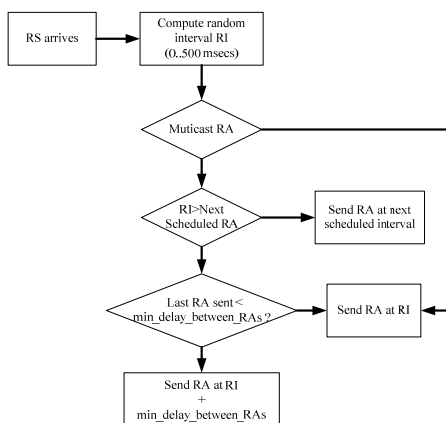 RS arrives
Compute random
interval RI
(0..500 msecs)
Muticast RA
RI>Next
Scheduled RA
Send RA at next
scheduled interval
Last RA sent<
min_delay_between_RAs ?
Send RA at RI
Send RA at RI
+
min_delay_between_RAs